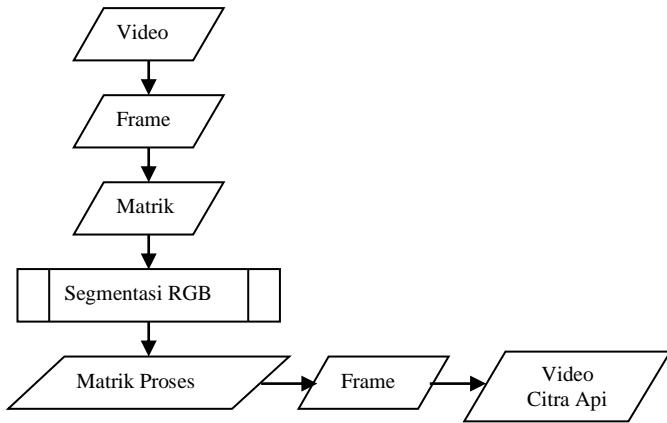 Video
Frame
Matrik
Segmentasi RGB
Matrik Proses
Frame
Video
Citra Api